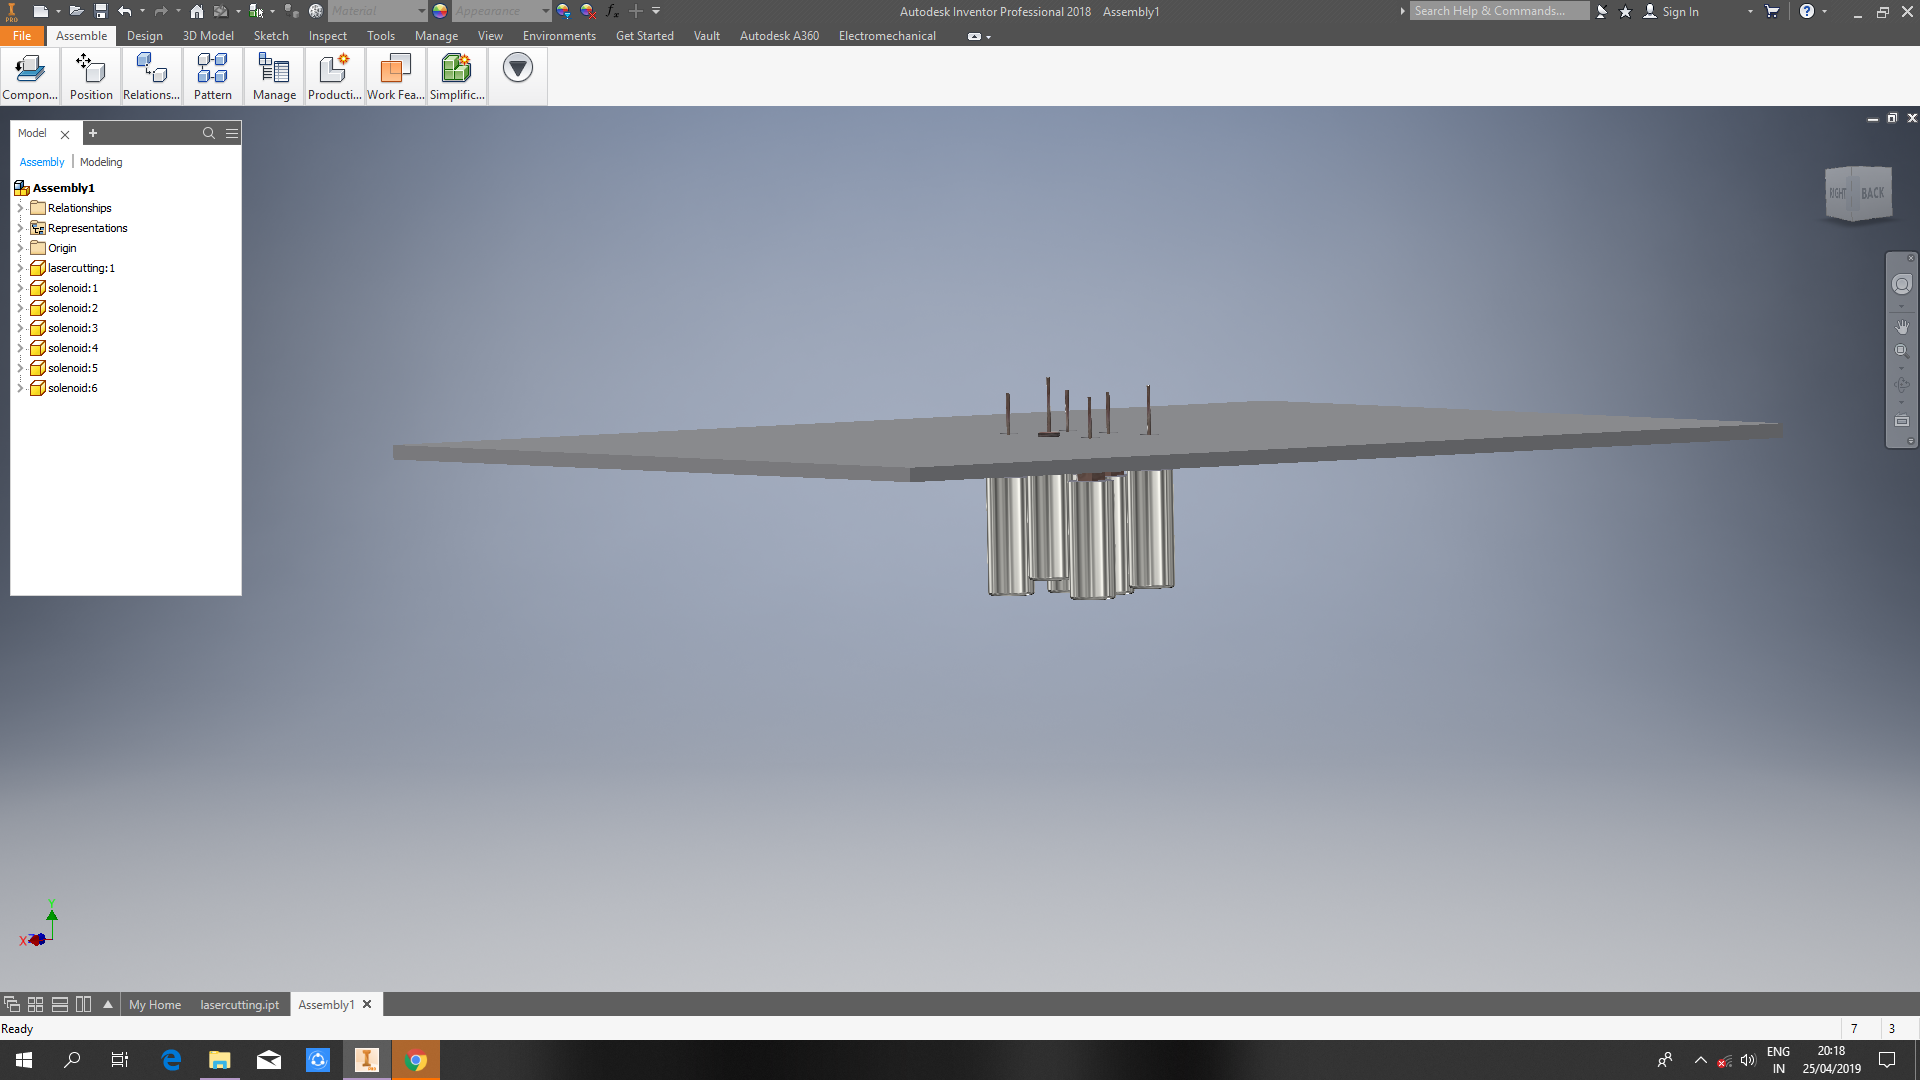 PRO
Material
Appearance
fx
Autodesk Inventor Professional 2018 Assembly1
Search Help & Commands...
Sign In
File Assemble Design 3D Model Sketch Inspect Tools Manage View Environments Get Started Vault Autodesk A360 Electromechanical
Compon... Position Relations... Pattern Manage Producti... Work Fea... Simplific...
Model
Assembly | Modeling
Assembly1
Relationships
Representations
Origin
lasercutting:1
solenoid:1
solenoid:2
solenoid:3
solenoid:4
solenoid:5
solenoid:6
RIGHT BACK
Y
X
Z
My Home lasercutting.ipt Assembly1
Ready
7 3
ENG
IN
20:18
25/04/2019